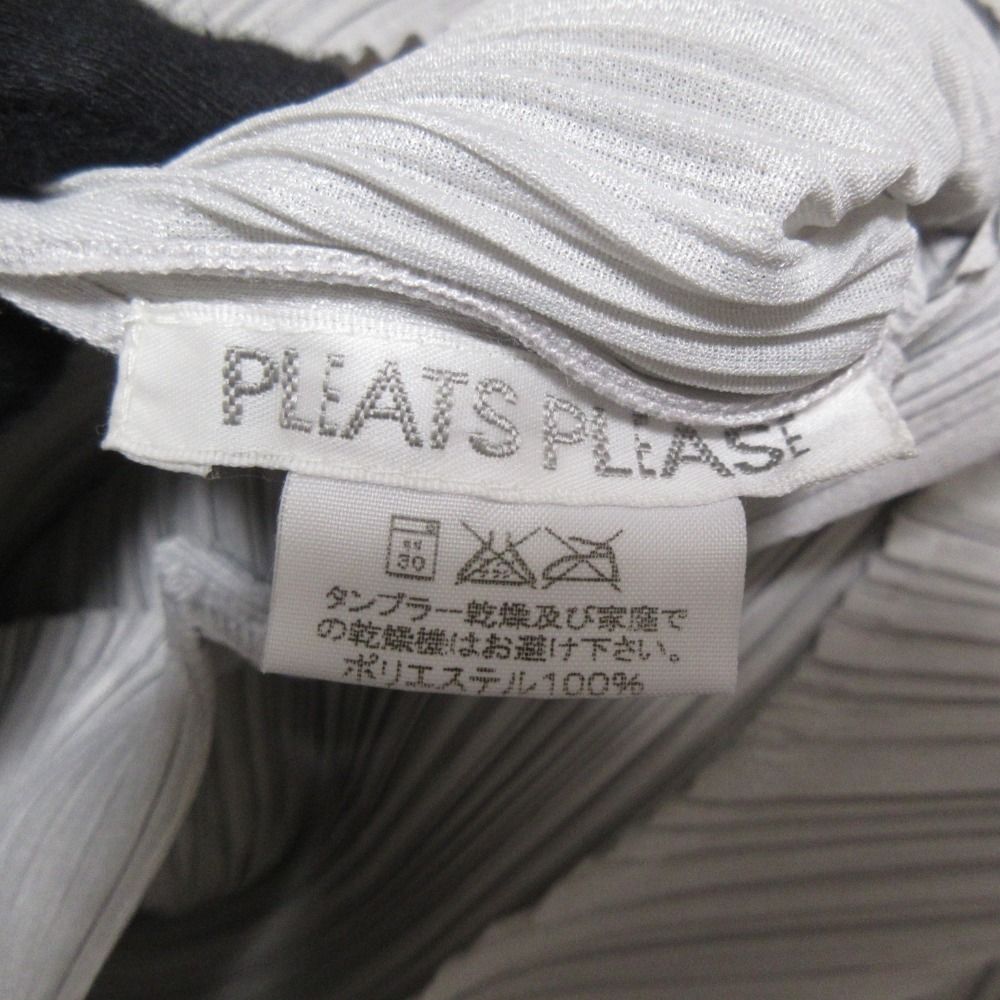 PLEATS PLEASE
30
タンブラー乾燥及び家庭で
の乾燥機はお避け下さい。
ポリエステル100%